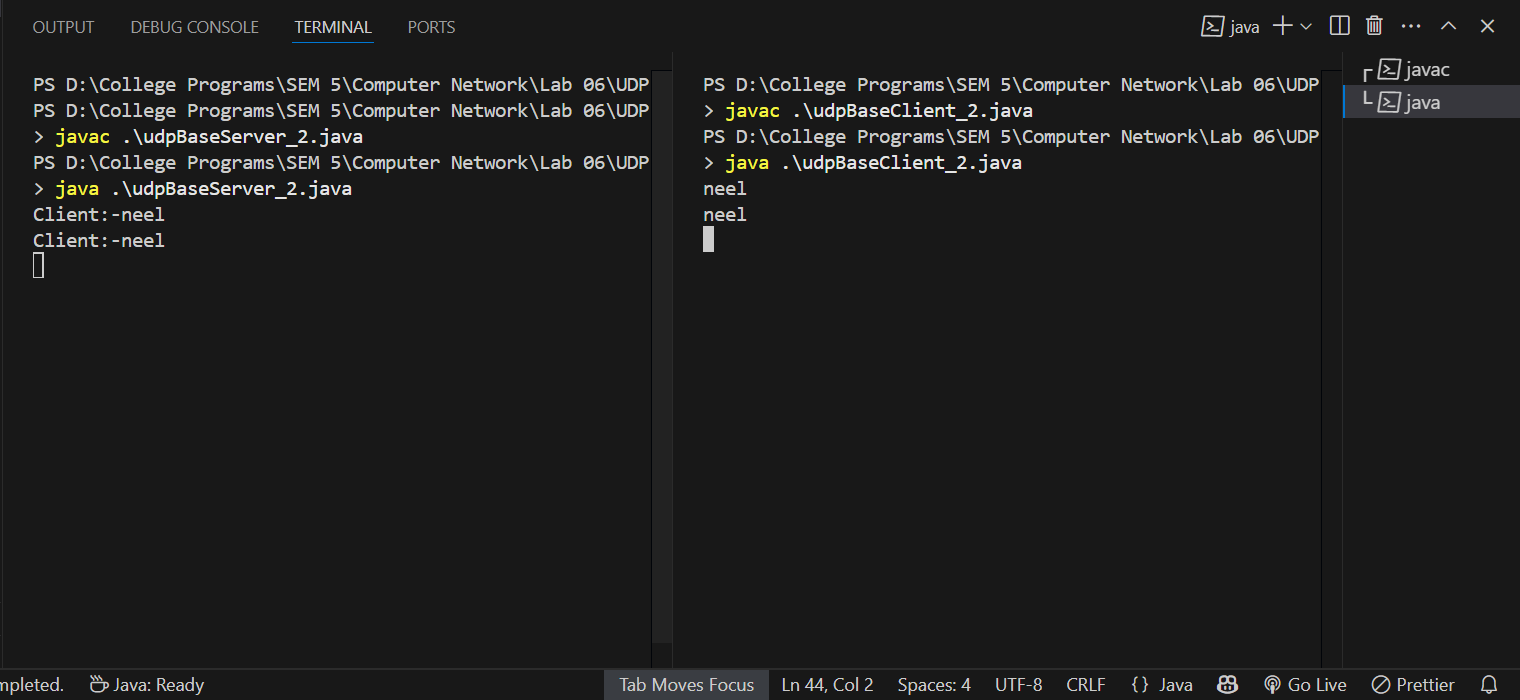 OUTPUT DEBUG CONSOLE TERMINAL PORTS java
PS D:\College Programs\SEM 5\Computer Network\Lab 06\UDP
PS D:\College Programs\SEM 5\Computer Network\Lab 06\UDP
> javac .\udpBaseServer_2.java
PS D:\College Programs\SEM 5\Computer Network\Lab 06\UDP
> java .\udpBaseServer_2.java
Client:-neel
Client:-neel
PS D:\College Programs\SEM 5\Computer Network\Lab 06\UDP
> javac .\udpBaseClient_2.java
PS D:\College Programs\SEM 5\Computer Network\Lab 06\UDP
> java .\udpBaseClient_2.java
neel
neel
javac
java
mpleted. Java: Ready Tab Moves Focus Ln 44, Col 2 Spaces: 4 UTF-8 CRLF {} Java Go Live Prettier